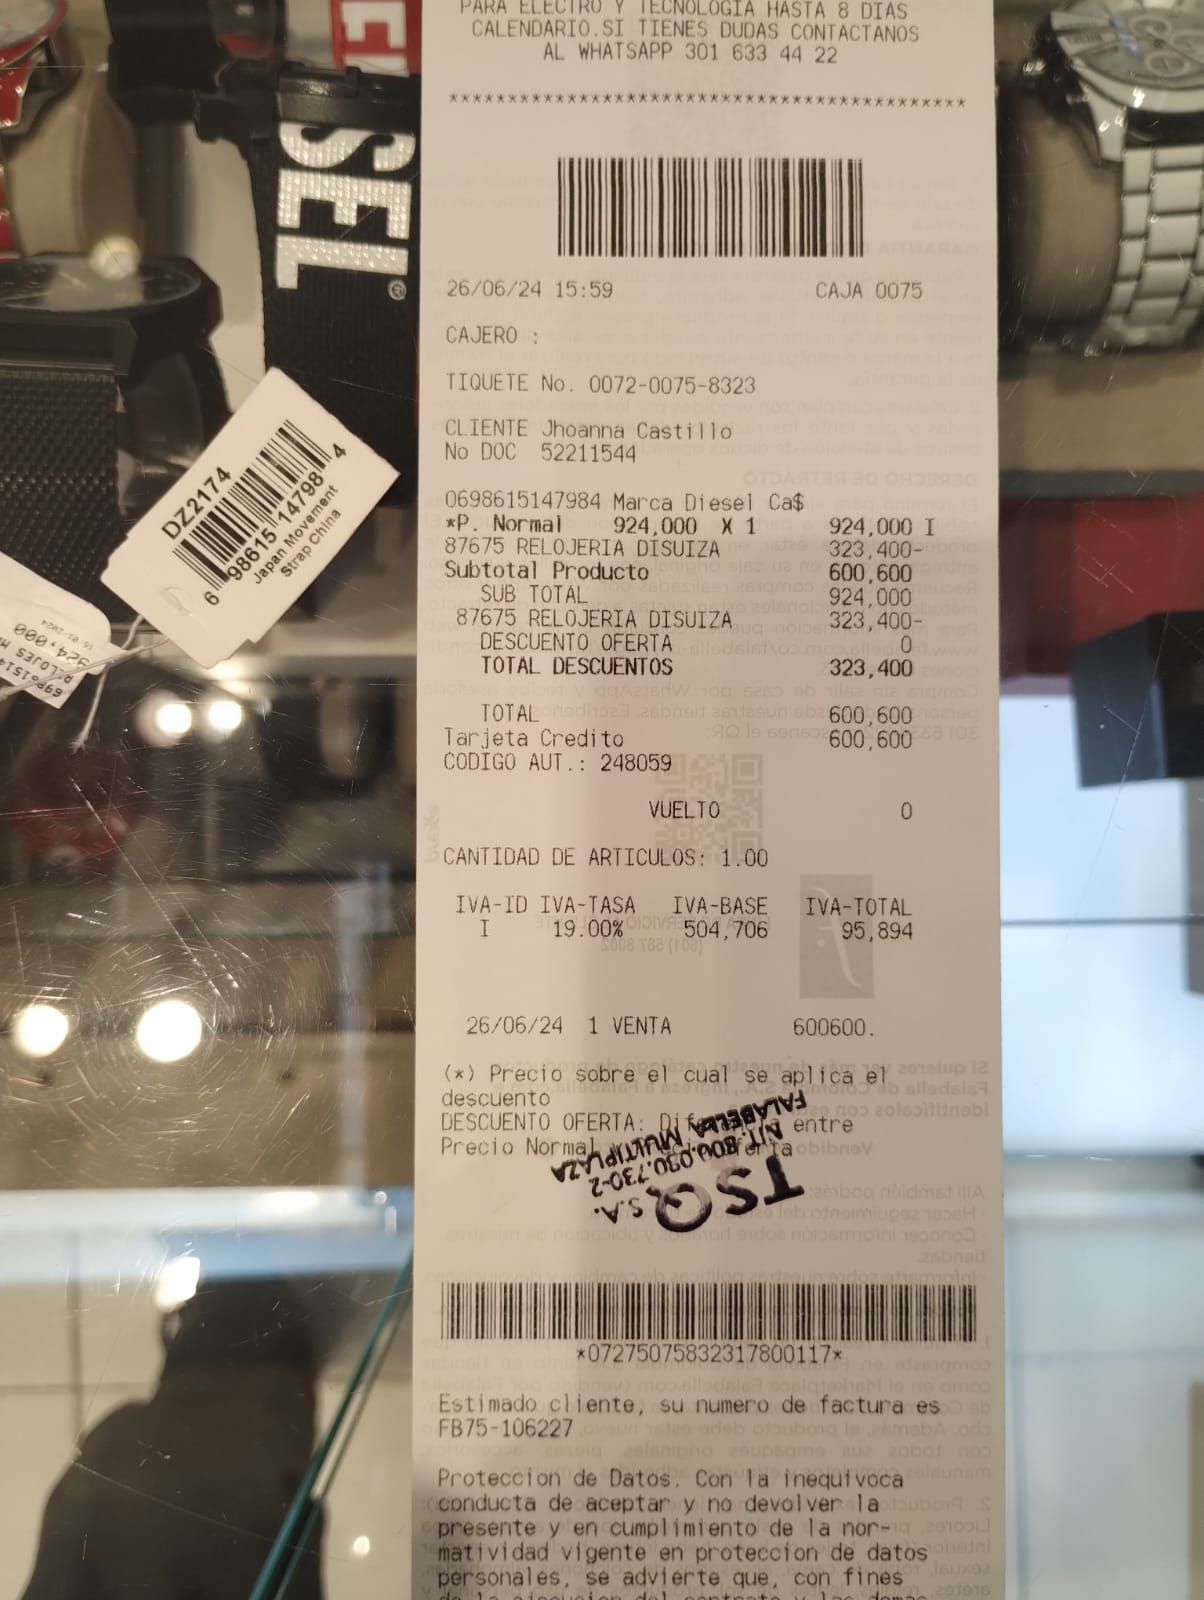 PARA ELECTRO Y TECNOLOGIA HASTA 8 DIAS
CALENDARIO.SI TIENES DUDAS CONTACTANOS
AL WHATSAPP 301 633 44 22
********************************************
26/06/24 15:59 CAJA 0075
CAJERO :
TIQUETE No. 0072-0075-8323
CLIENTE Jhoanna Castillo
No DOC 52211544
0698615147984 Marca Diesel Ca$
*P. Normal 924,000 X 1 924,000 I
87675 RELOJERIA DISUIZA 323,400-
Subtotal Producto 600,600
SUB TOTAL 924,000
87675 RELOJERIA DISUIZA 323,400-
DESCUENTO OFERTA 0
TOTAL DESCUENTOS 323,400
TOTAL 600,600
Tarjeta Credito 600,600
CODIGO AUT.: 248059
VUELTO 0
CANTIDAD DE ARTICULOS: 1.00
IVA-ID IVA-TASA IVA-BASE IVA-TOTAL
I 19.00% 504,706 95,894
26/06/24 1 VENTA 600600.
(*) Precio sobre el cual se aplica el
descuento
DESCUENTO OFERTA: entre
Precio Normal
FALABELLA MULTIPLAZA
NIT. 800.030.730-2
TSQ S.A.
*07275075832317800117*
Estimado cliente, su numero de factura es
FB75-106227
Proteccion de Datos. Con la inequivoca
conducta de aceptar y no devolver la
presente y en cumplimiento de la nor-
matividad vigente en proteccion de datos
personales, se advierte que, con fines
SEL®
DZ2174
6 98615 14798 4
Japan Movement
Strap China
924,000